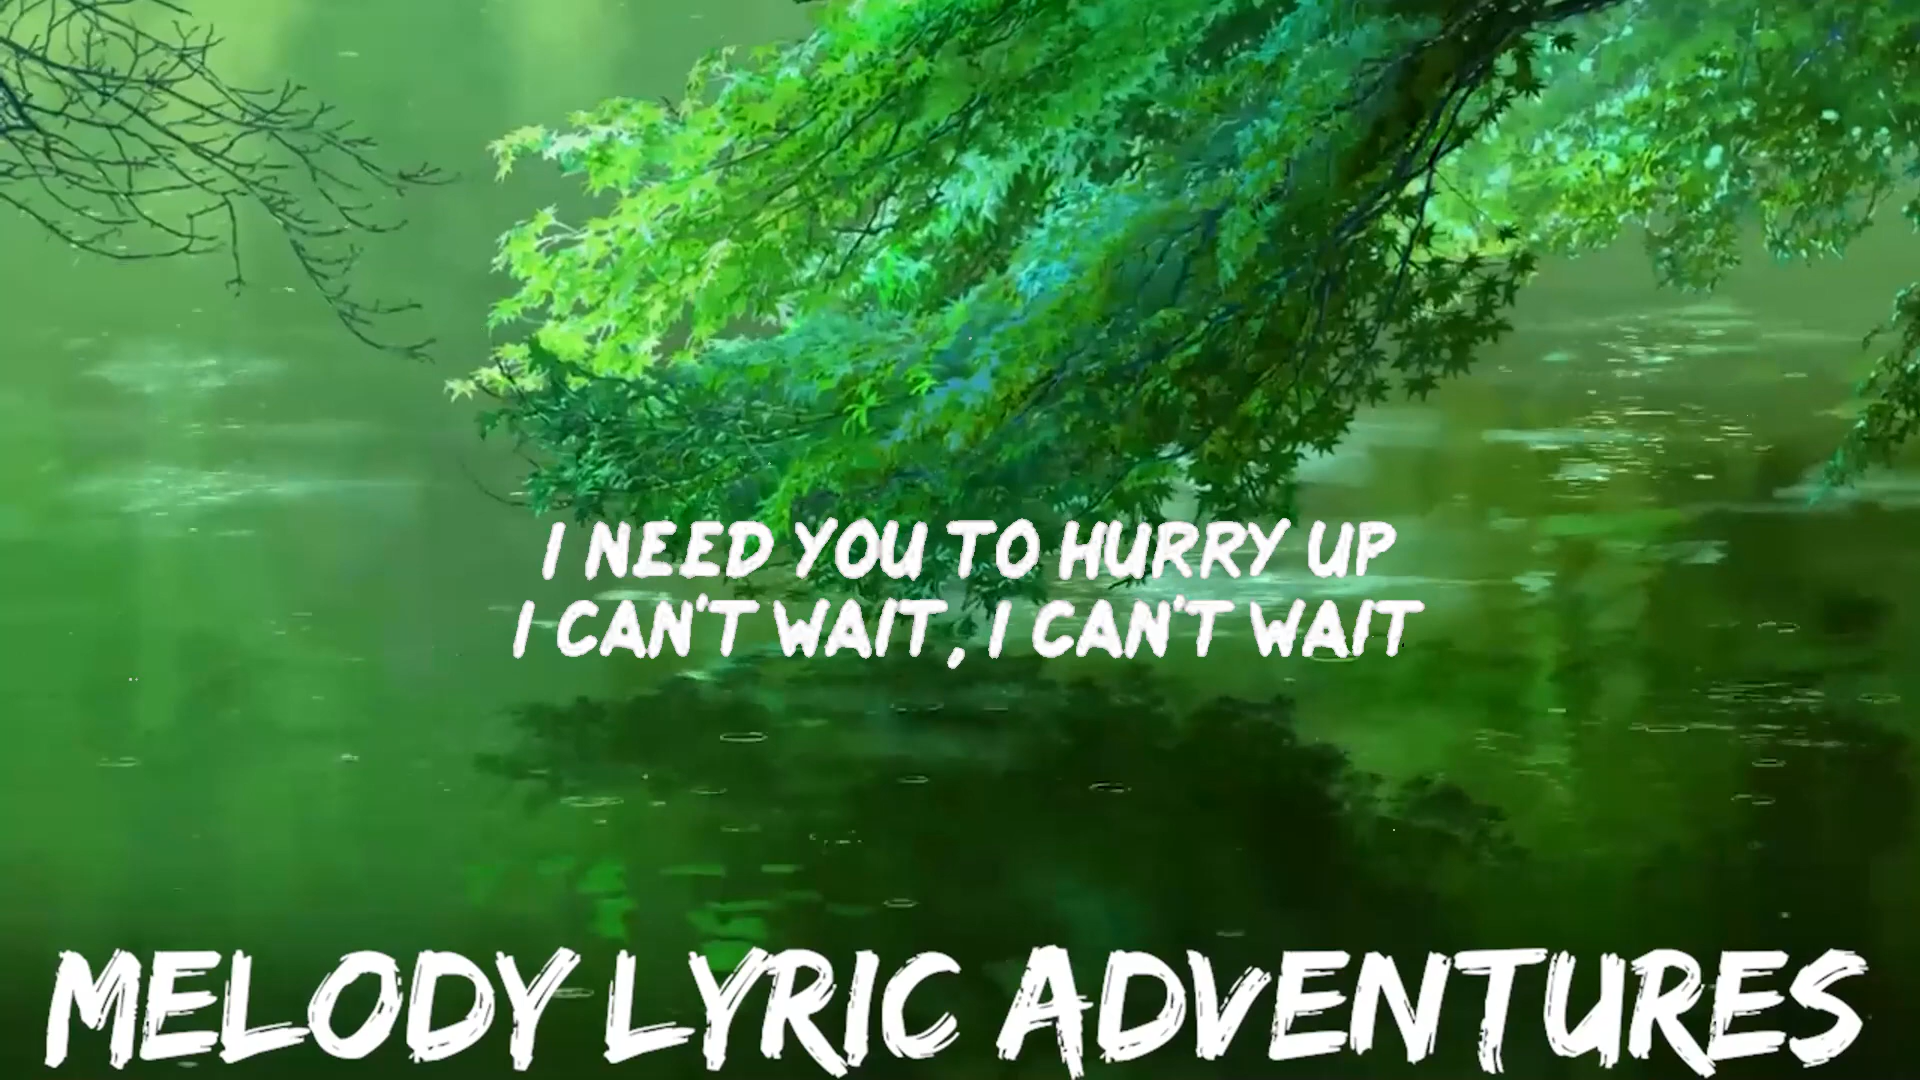 I NEED YOU TO HURRY UP
I CAN'T WAIT, I CAN'T WAIT
MELODY LYRIC ADVENTURES